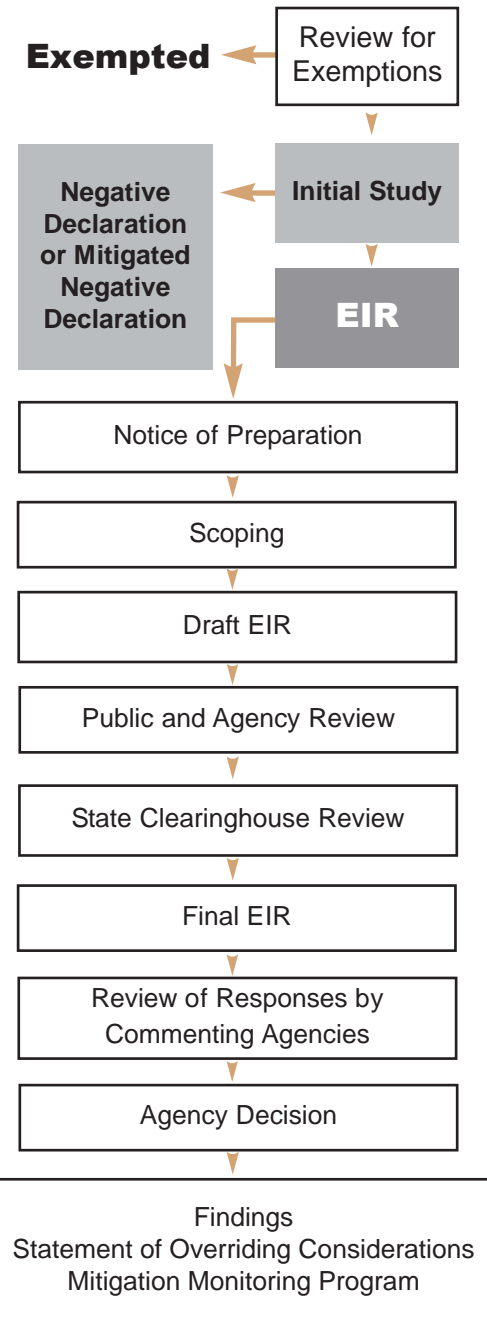 Exempted
Review for
Exemptions
Negative
Declaration
or Mitigated
Negative
Declaration
Initial Study
EIR
Notice of Preparation
Scoping
Draft EIR
Public and Agency Review
State Clearinghouse Review
Final EIR
Review of Responses by
Commenting Agencies
Agency Decision
Findings
Statement of Overriding Considerations
Mitigation Monitoring Program